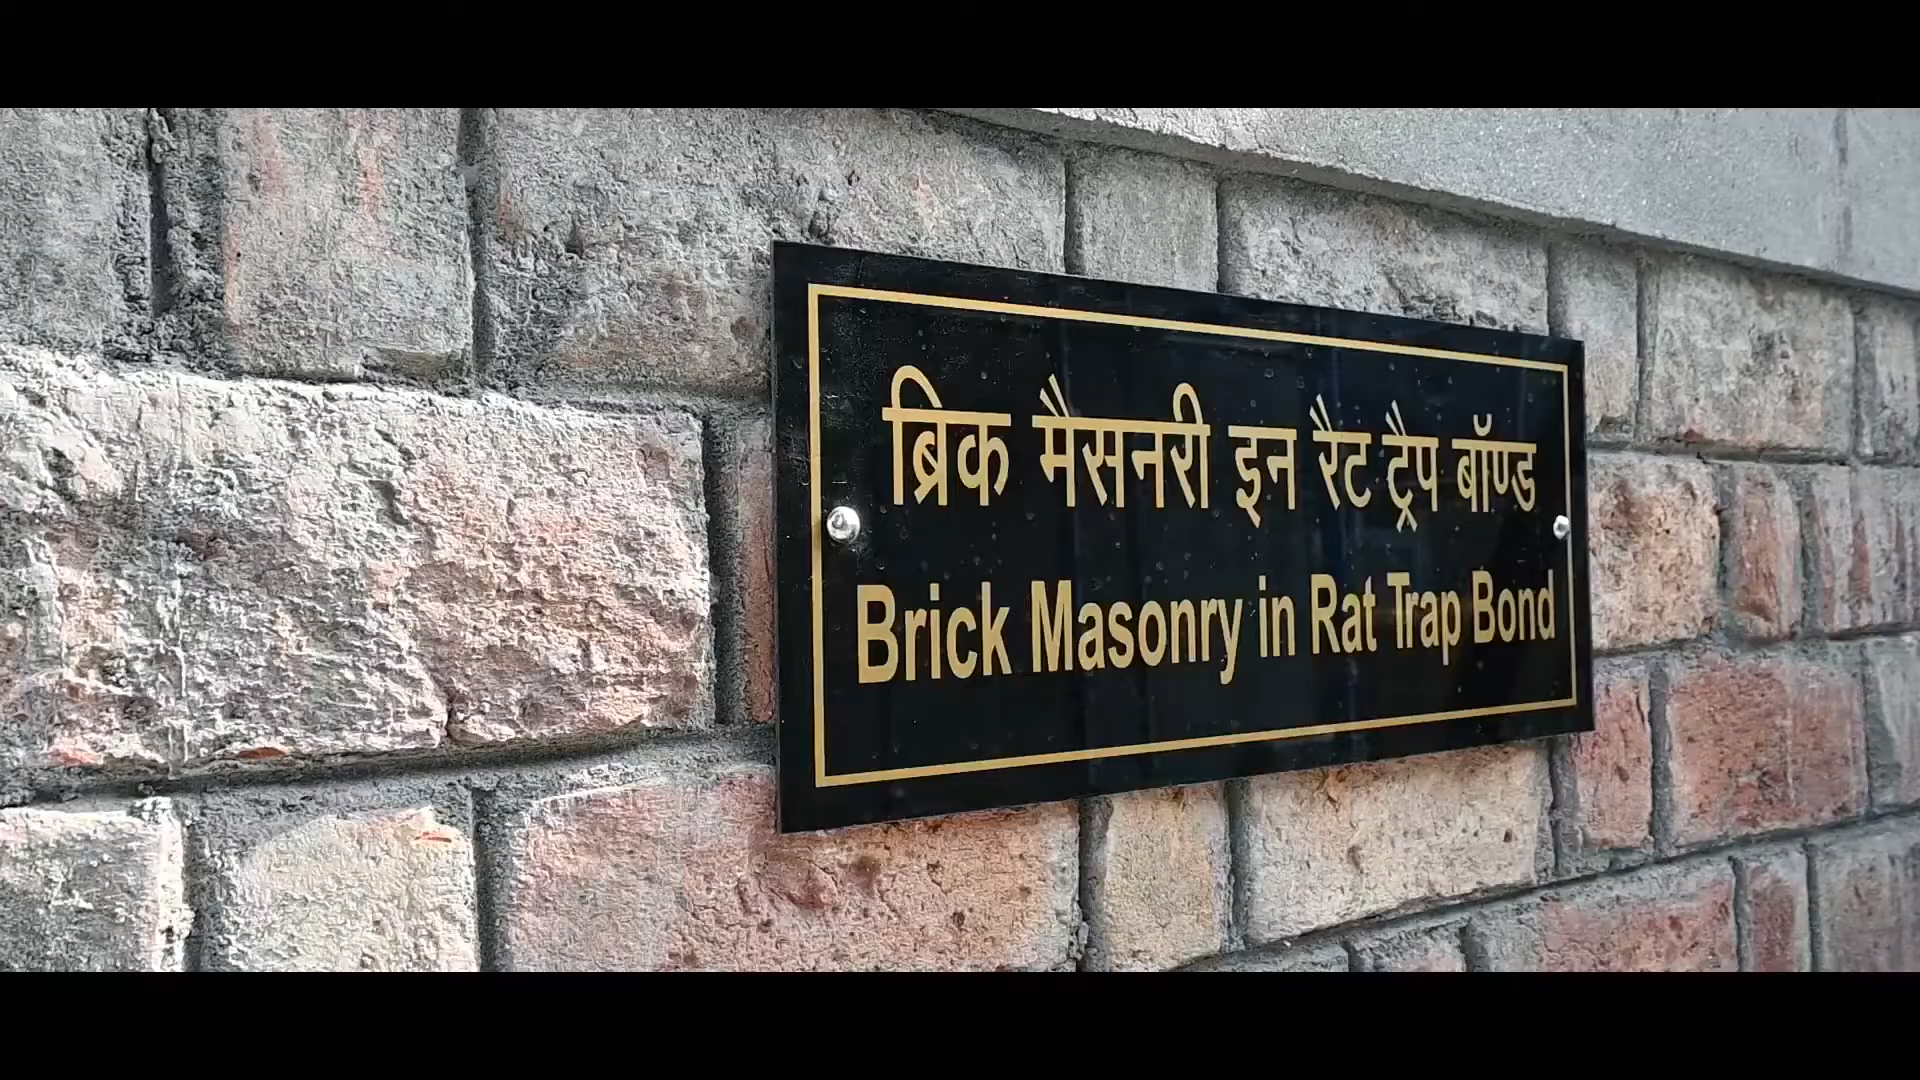 ब्रिक मैसनरी इन रैट ट्रैप बॉण्ड
Brick Masonry in Rat Trap Bond